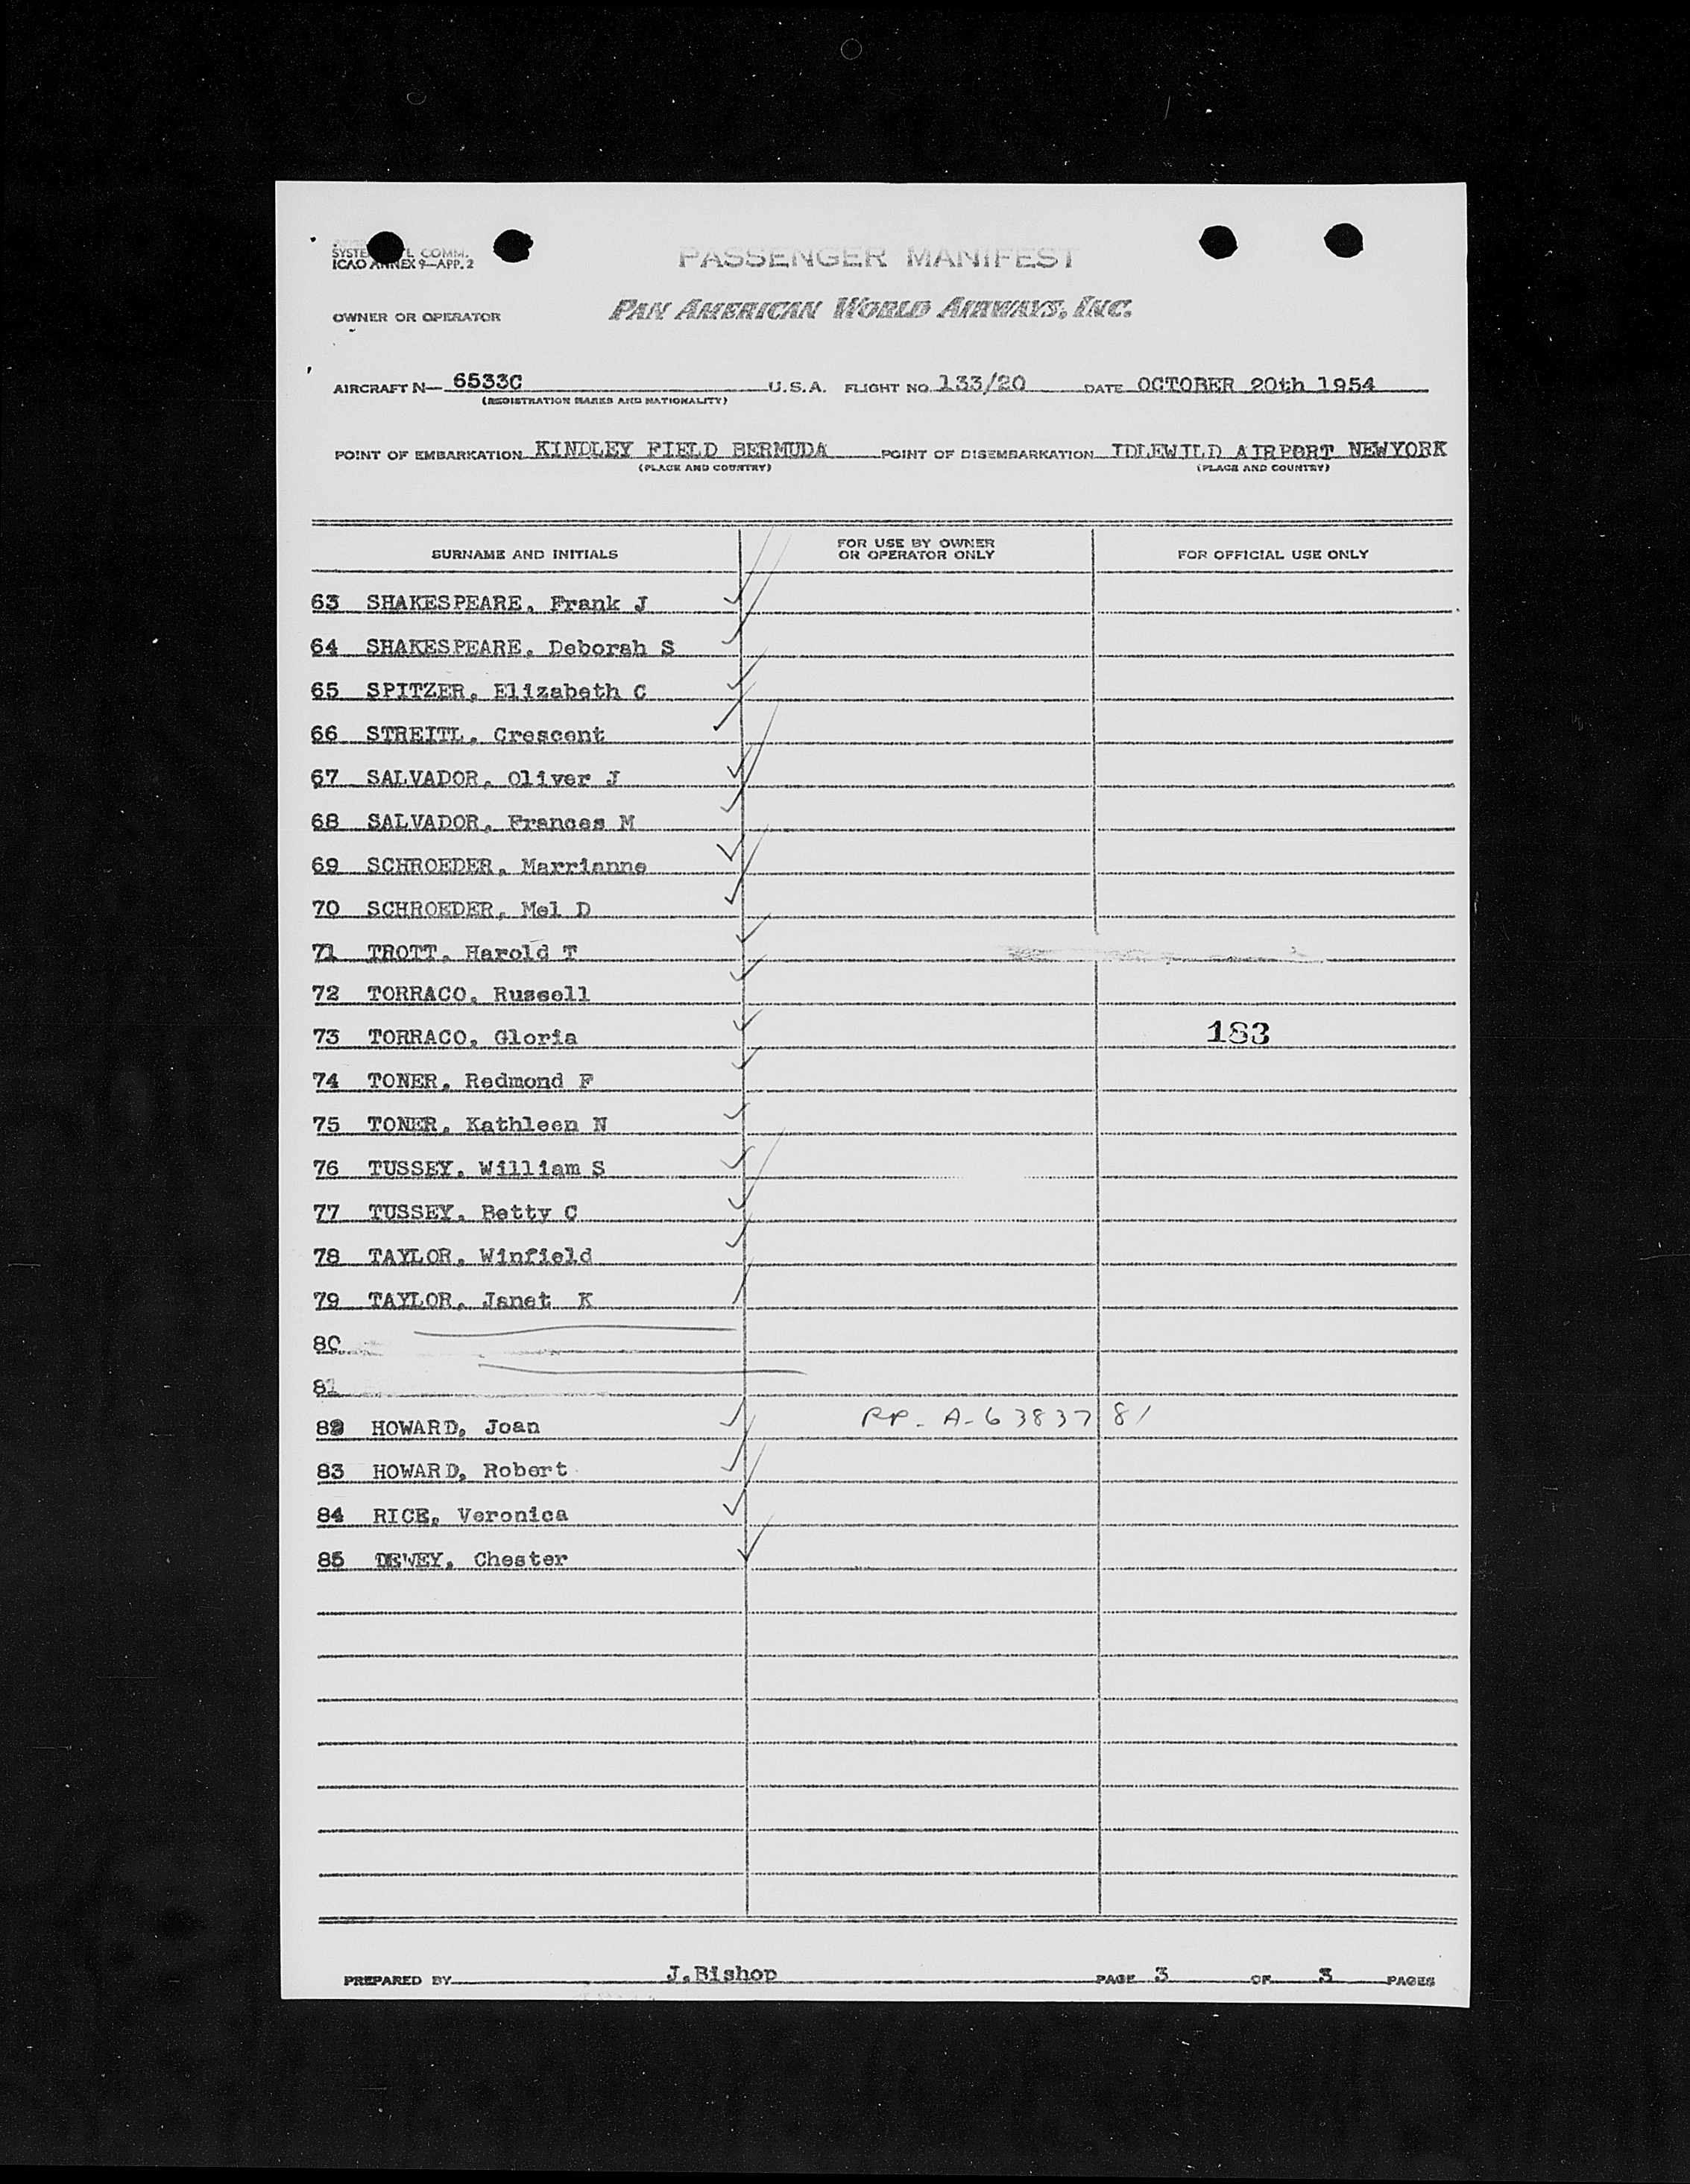 SYSTE L COMM.
ICAO ANNEX 9—APP. 2
PASSENGER MANIFEST
OWNER OR OPERATOR
PAN AMERICAN WORLD AIRWAYS, INC.
AIRCRAFT N— 6533C U.S.A. FLIGHT NO. 133/20 DATE OCTOBER 20th 1954
(REGISTRATION MARKS AND NATIONALITY)
POINT OF EMBARKATION KINDLEY FIELD BERMUDA POINT OF DISEMBARKATION IDLEWILD AIRPORT NEWYORK
(PLACE AND COUNTRY) (PLACE AND COUNTRY)
SURNAME AND INITIALS FOR USE BY OWNER OR OPERATOR ONLY FOR OFFICIAL USE ONLY
63 SHAKESPEARE, Frank J
64 SHAKESPEARE, Deborah S
65 SPITZER, Elizabeth C
66 STREITL, Crescent
67 SALVADOR, Oliver J
68 SALVADOR, Frances M
69 SCHROEDER, Marrianne
70 SCHROEDER, Mel D
71 TROTT, Harold T
72 TORRACO, Russell
73 TORRACO, Gloria 183
74 TONER, Redmond F
75 TONER, Kathleen N
76 TUSSEY, William S
77 TUSSEY, Betty C
78 TAYLOR, Winfield
79 TAYLOR, Janet K
80
81
82 HOWARD, Joan RP- A-6383781
83 HOWARD, Robert
84 RICE, Veronica
85 DEWEY, Chester
PREPARED BY J.Bishop PAGE 3 OF 3 PAGES